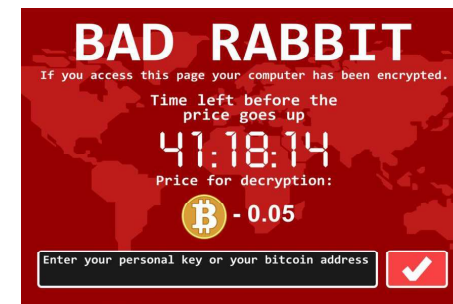 BAD RABBIT
If you access this page your computer has been encrypted.
Time left before the
price goes up
41:18:14
Price for decryption:
B - 0.05
Enter your personal key or your bitcoin address